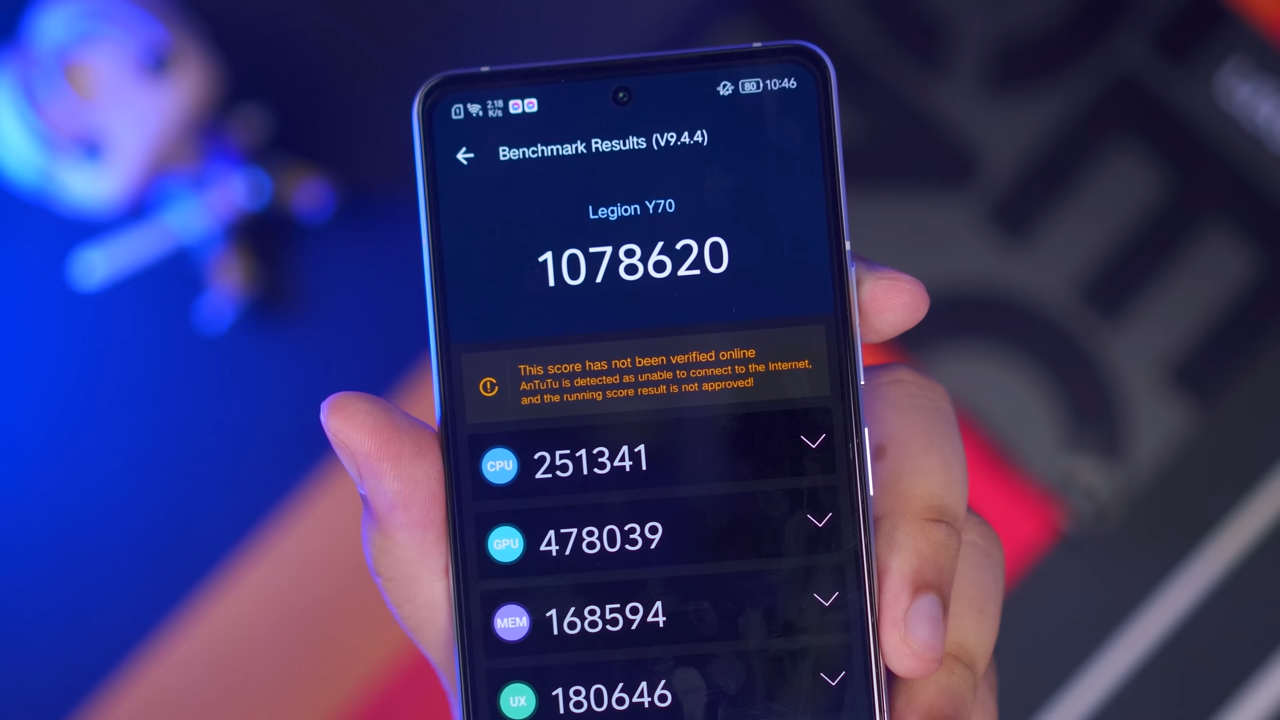 2.18 K/s 80 10:46
Benchmark Results (V9.4.4)
Legion Y70
1078620
This score has not been verified online
AnTuTu is detected as unable to connect to the Internet,
and the running score result is not approved!
CPU 251341
GPU 478039
MEM 168594
UX 180646